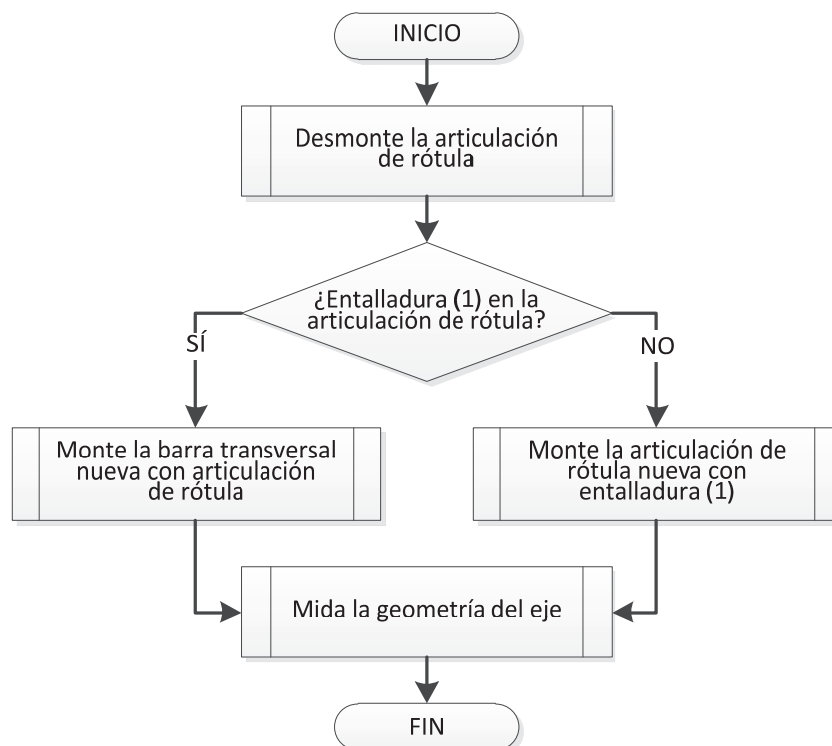 INICIO
Desmonte la articulación
de rótula
¿Entalladura (1) en la
articulación de rótula?
SÍ
NO
Monte la barra transversal
nueva con articulación
de rótula
Monte la articulación de
rótula nueva con
entalladura (1)
Mida la geometría del eje
FIN